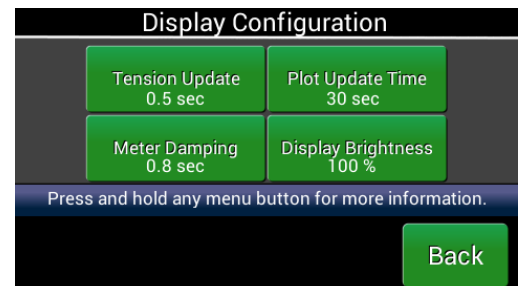 Display Configuration
Tension Update
0.5 sec
Plot Update Time
30 sec
Meter Damping
0.8 sec
Display Brightness
100 %
Press and hold any menu button for more information.
Back